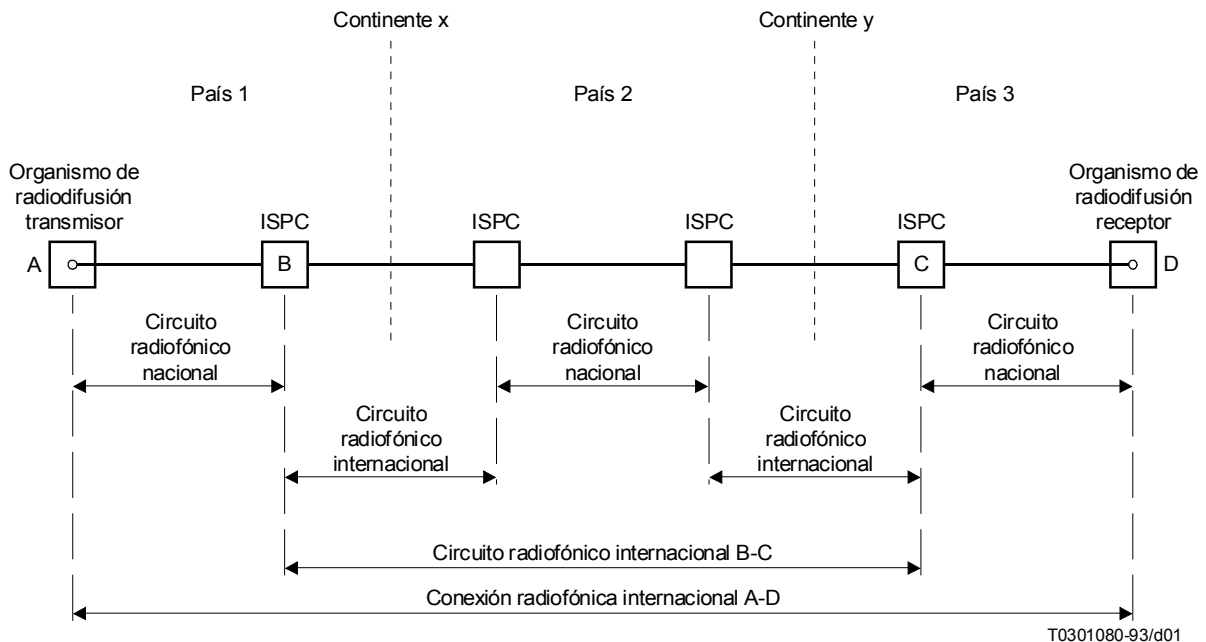 Continente x
Continente y
País 1
País 2
País 3
Organismo de
radiodifusión
transmisor
Organismo de
radiodifusión
receptor
ISPC
ISPC
ISPC
ISPC
A
B
C
D
Circuito
radiofónico
nacional
Circuito
radiofónico
nacional
Circuito
radiofónico
nacional
Circuito
radiofónico
internacional
Circuito
radiofónico
internacional
Circuito radiofónico internacional B-C
Conexión radiofónica internacional A-D
T0301080-93/d01